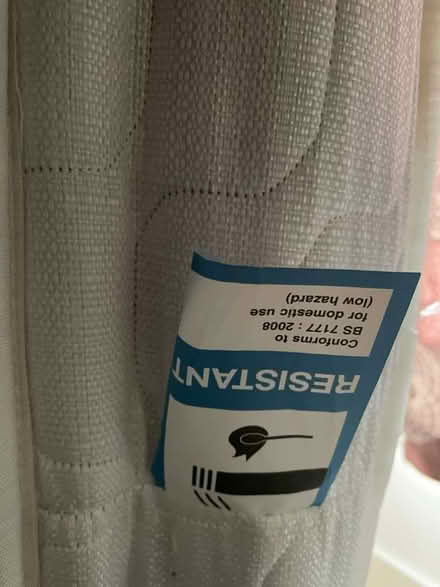 RESISTANT
Conforms to
BS 7177 : 2008
for domestic use
(low hazard)